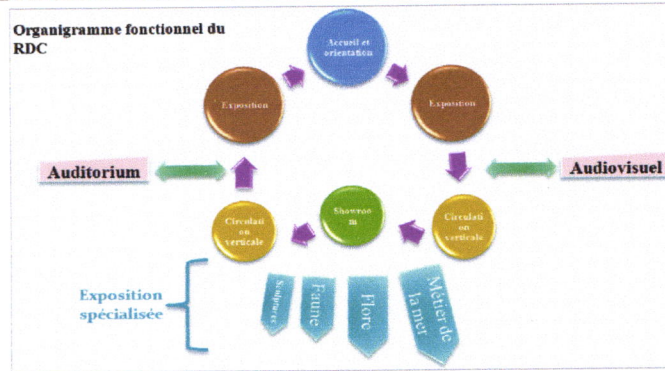 Organigramme fonctionnel du
RDC
Accueil et
orientation
Exposition
Exposition
Auditorium
Audiovisuel
Circulati
on
verticale
Showroo
m
Circulati
on
verticale
Exposition
spécialisée
Sculptures
Faune
Flore
Métier de
la mer